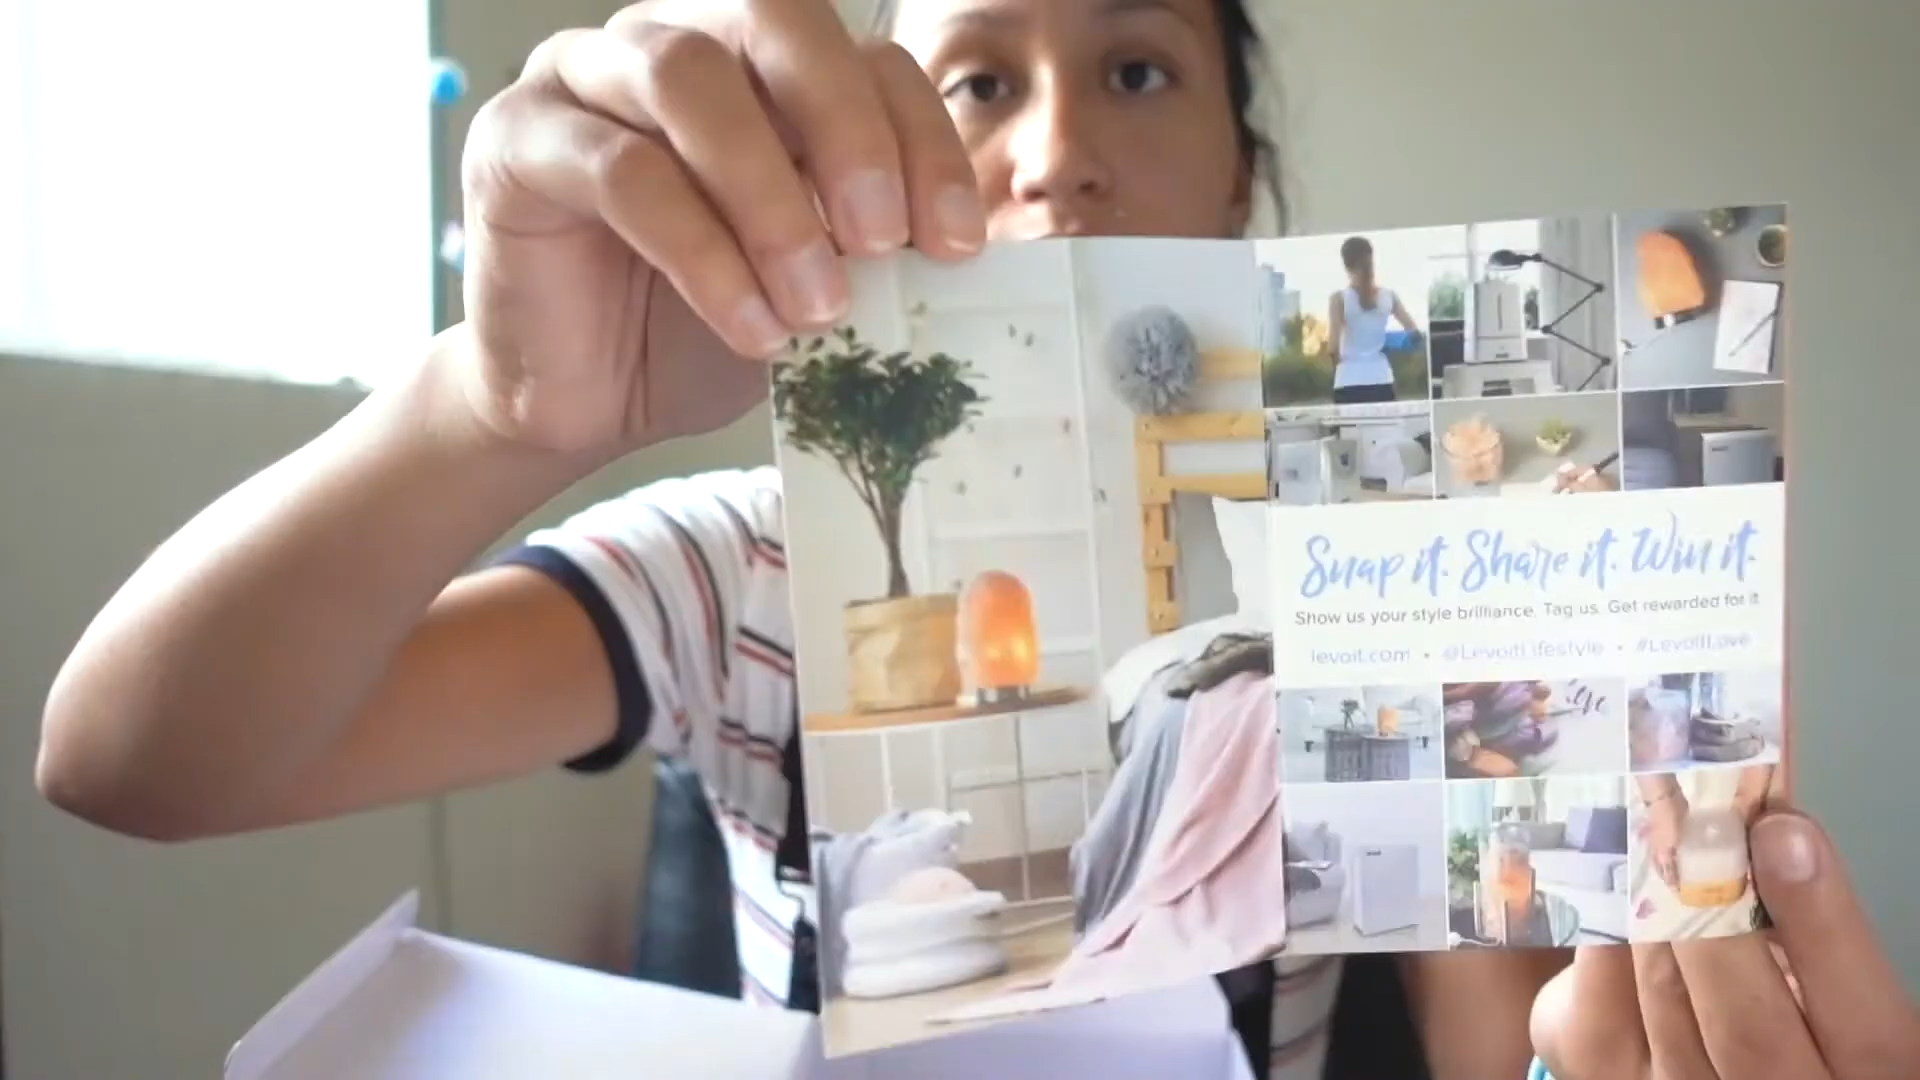 Snap it. Share it. Win it.
Show us your style brilliance. Tag us. Get rewarded for it
levoit.com • @LevoitLifestyle • #LevoitLove